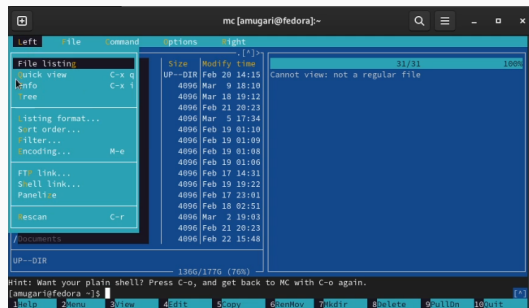 mc [amugari@fedora]:~
Left File Command Options Right
.[^]>
File listing
Quick view C-x q
Info C-x i
Tree
Listing format...
Sort order...
Filter...
Encoding... M-e
FTP link...
Shell link...
Panelize
Rescan C-r
/Documents
Size Modify time
UP--DIR Feb 20 14:15
4096 Mar 9 18:10
4096 Mar 18 19:12
4096 Feb 21 20:23
4096 Mar 5 17:34
4096 Feb 19 01:10
4096 Feb 19 01:09
4096 Feb 19 01:08
4096 Feb 19 01:06
4096 Feb 17 14:31
4096 Feb 19 19:22
4096 Feb 17 23:01
4096 Feb 18 02:51
4096 Mar 2 19:03
4096 Feb 21 20:23
4096 Feb 22 15:48
31/31 100%
Cannot view: not a regular file
UP--DIR
136G/177G (76%)
Hint: Want your plain shell? Press C-o, and get back to MC with C-o again.
[amugari@fedora ~]$ [^]
1Help 2Menu 3View 4Edit 5Copy 6RenMov 7Mkdir 8Delete 9PullDn 10Quit